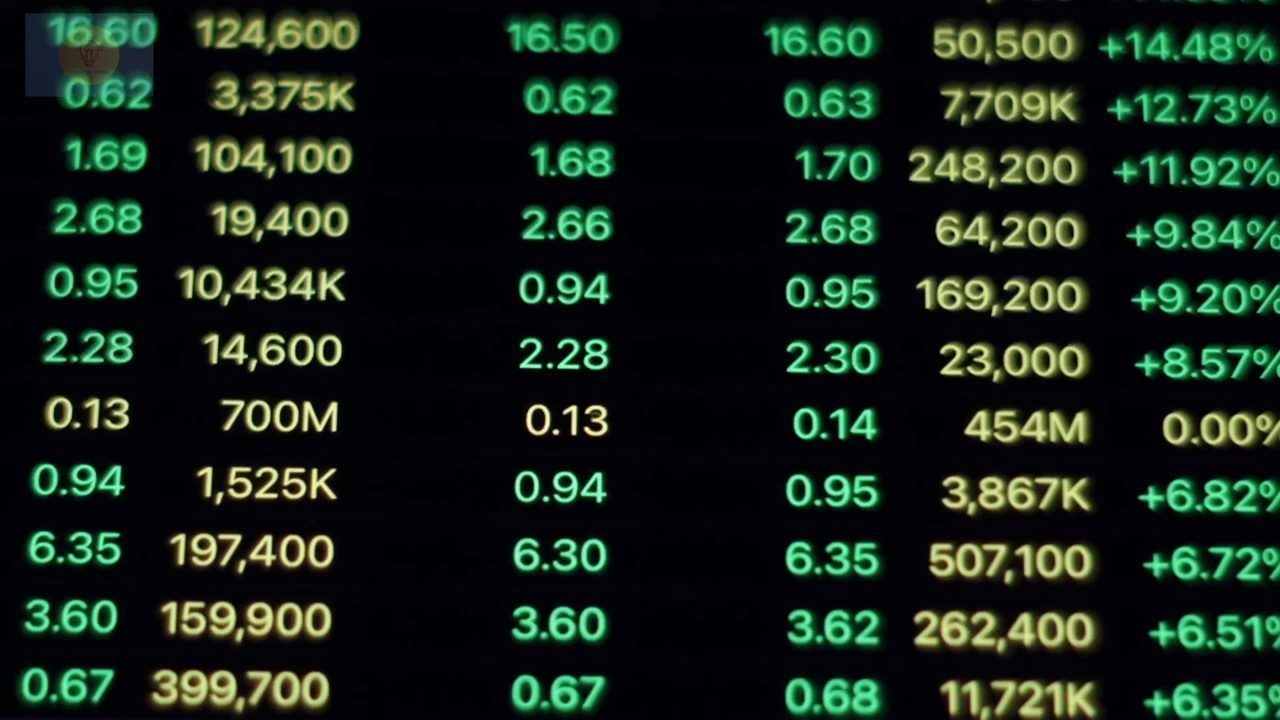 16.60 124,600 16.50 16.60 50,500 +14.48%
0.62 3,375K 0.62 0.63 7,709K +12.73%
1.69 104,100 1.68 1.70 248,200 +11.92%
2.68 19,400 2.66 2.68 64,200 +9.84%
0.95 10,434K 0.94 0.95 169,200 +9.20%
2.28 14,600 2.28 2.30 23,000 +8.57%
0.13 700M 0.13 0.14 454M 0.00%
0.94 1,525K 0.94 0.95 3,867K +6.82%
6.35 197,400 6.30 6.35 507,100 +6.72%
3.60 159,900 3.60 3.62 262,400 +6.51%
0.67 399,700 0.67 0.68 11,721K +6.35%